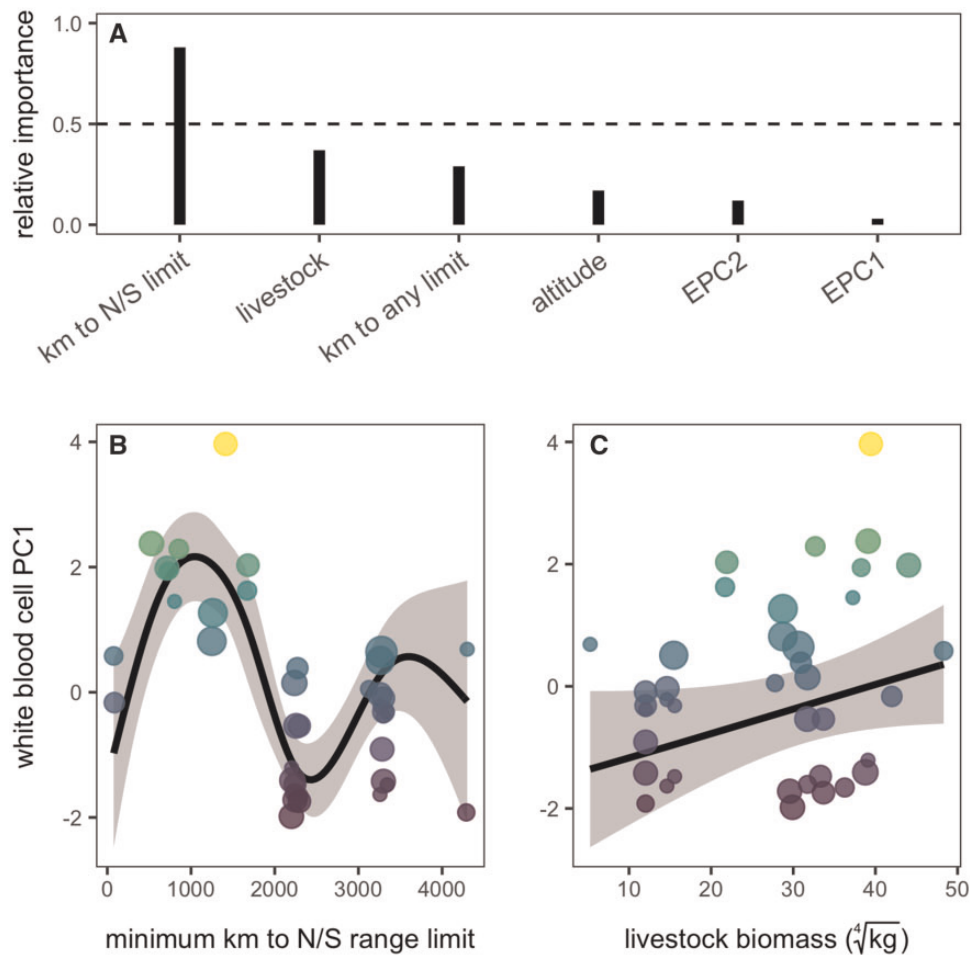 A
relative importance
1.0
0.5
0.0
km to N/S limit
livestock
km to any limit
altitude
EPC2
EPC1
B
white blood cell PC1
4
2
0
-2
0
1000
2000
3000
4000
minimum km to N/S range limit
C
4
2
0
-2
10
20
30
40
50
livestock biomass (∜kg)